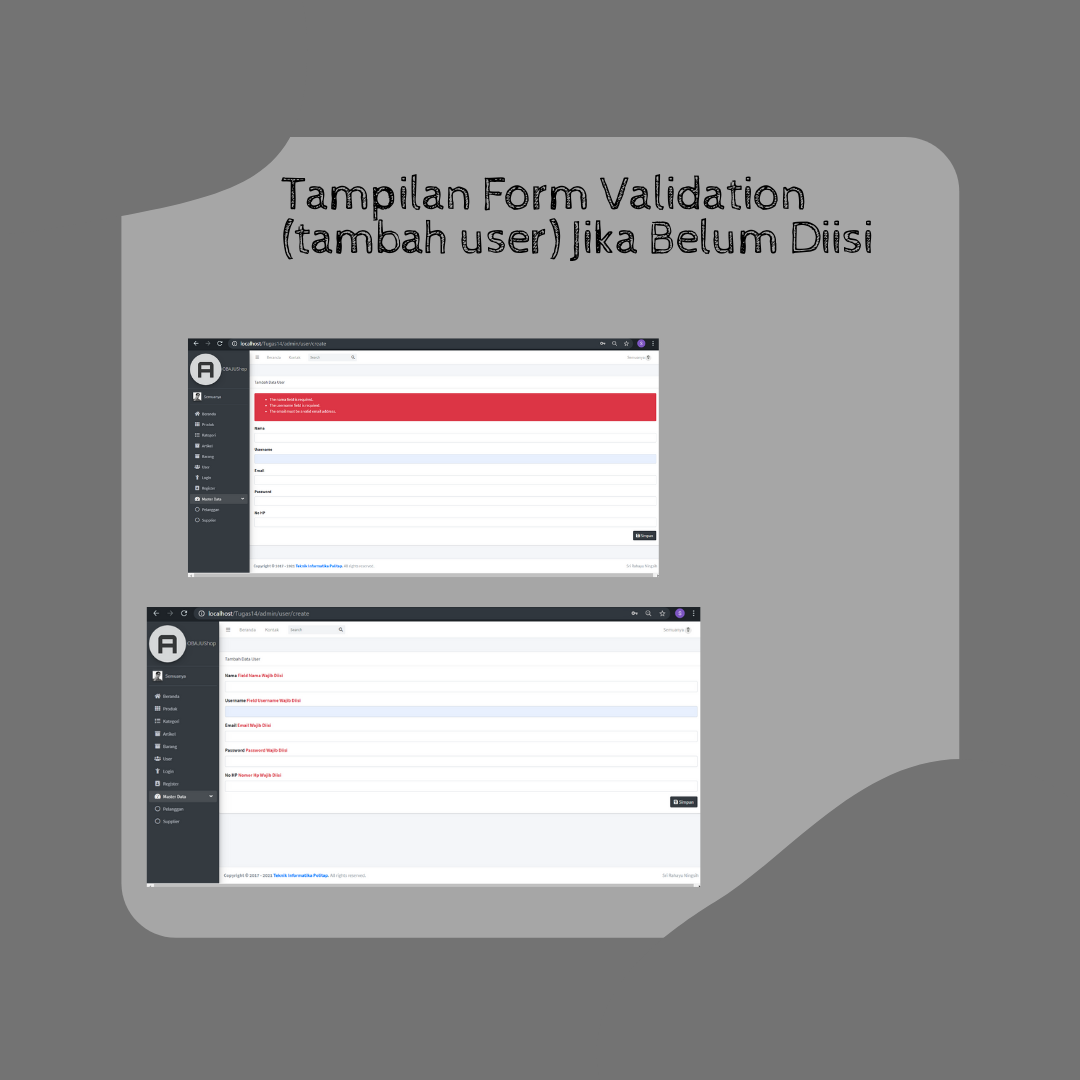 Tampilan Form Validation
(tambah user) Jika Belum Diisi
localhost/Tugas14/admin/user/create
S
Beranda Kontak Search
Semuanya
A OBAJUShop
Tambah Data User
Semuanya
The nama field is required.
The username field is required.
The email must be a valid email address.
Beranda
Produk
Kategori
Artikel
Barang
User
Login
Register
Master Data
Pelanggan
Supplier
Nama
Username
Email
Password
No HP
Simpan
Copyright © 2017 - 2021 Teknik Informatika Politap. All rights reserved.
Sri Rahayu Ningsih
localhost/Tugas14/admin/user/create
S
Beranda Kontak Search
Semuanya
A OBAJUShop
Tambah Data User
Semuanya
Beranda
Produk
Kategori
Artikel
Barang
User
Login
Register
Master Data
Pelanggan
Supplier
Nama Field Nama Wajib Diisi
Username Field Username Wajib Diisi
Email Email Wajib Diisi
Password Password Wajib Diisi
No HP Nomer Hp Wajib Diisi
Simpan
Copyright © 2017 - 2021 Teknik Informatika Politap. All rights reserved.
Sri Rahayu Ningsih